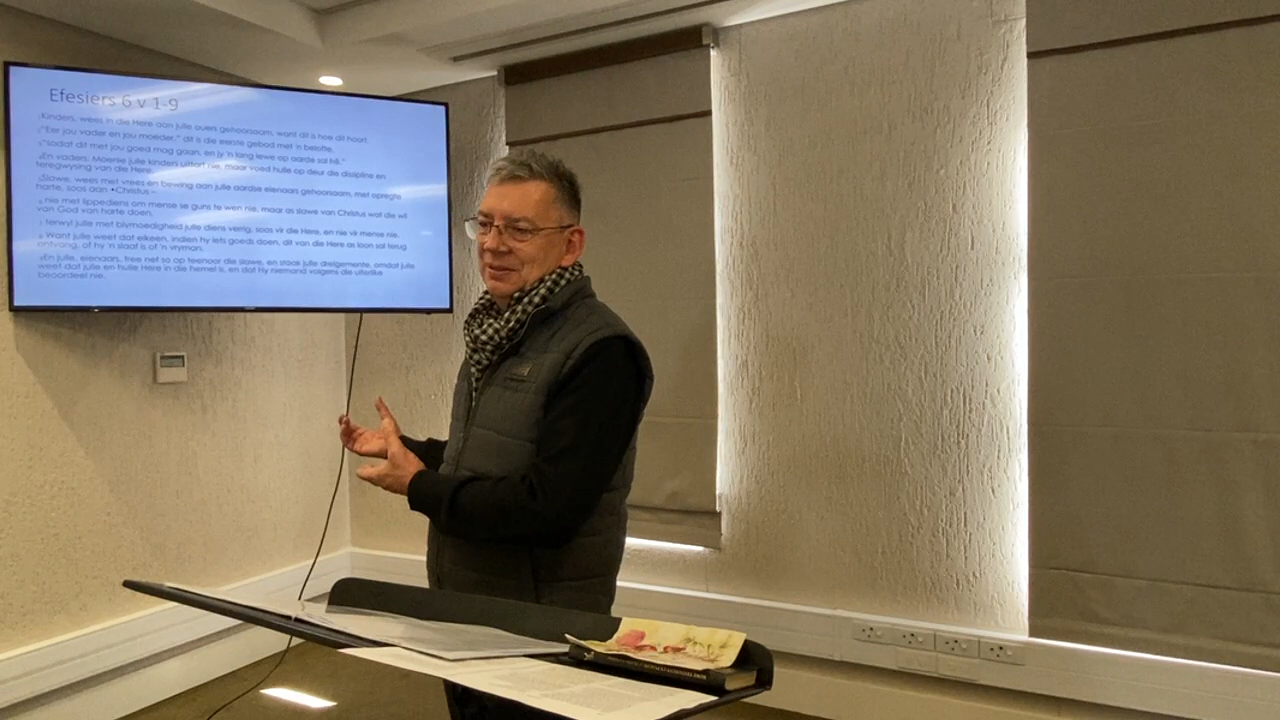 Efesiers 6 v 1-9
1Kinders, wees in die Here aan julle ouers gehoorsaam, want dit is hoe dit hoort.
2"Eer jou vader en jou moeder," dit is die eerste gebod met 'n belofte,
3"sodat dit met jou goed mag gaan, en jy 'n lang lewe op aarde sal hê."
4En vaders, Moenie julle kinders uittart nie, maar voed hulle op deur die dissipline en
teregwysing van die Here.
5Slawe, wees met vrees en bewing aan julle aardse eienaars gehoorsaam, met opregte
harte, soos aan •Christus –
6 nie met lippediens om mense se guns te wen nie, maar as slawe van Christus wat die wil
van God van harte doen,
7 terwyl julle met blymoedigheid julle diens verrig, soos vir die Here, en nie vir mense nie.
8 Want julle weet dat elkeen, indien hy iets goeds doen, dit van die Here as loon sal terug
ontvang, of hy 'n slaaf is of 'n vryman.
9En julle, eienaars, tree net so op teenoor die slawe, en staak julle dreigemente, omdat julle
weet dat julle en hulle Here in die hemel is, en dat Hy niemand volgens die uiterlike
beoordeel nie.